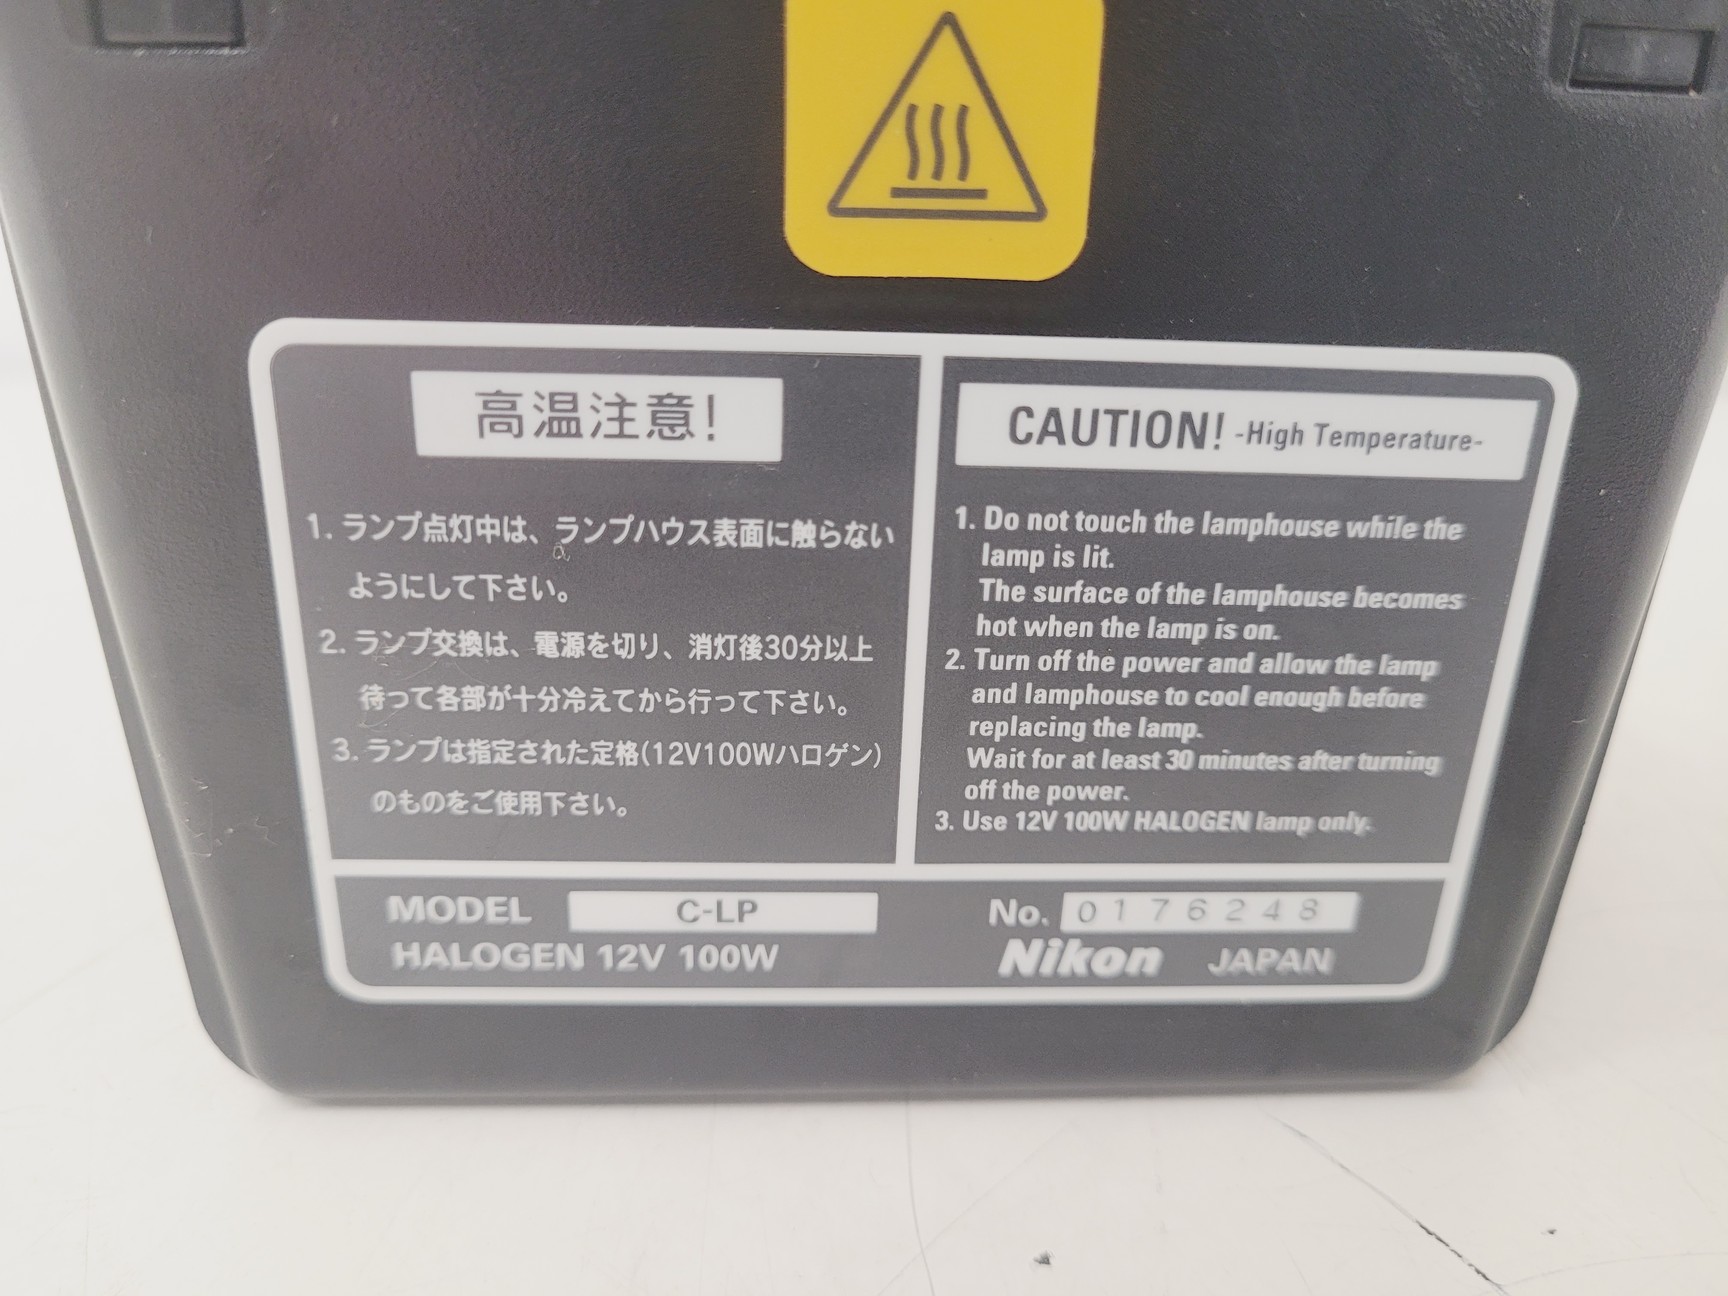 高温注意!
1. ランプ点灯中は、ランプハウス表面に触らない
ようにして下さい。
2. ランプ交換は、電源を切り、消灯後30分以上
待って各部が十分冷えてから行って下さい。
3. ランプは指定された定格(12V100Wハロゲン)
のものをご使用下さい。
CAUTION! -High Temperature-
1. Do not touch the lamphouse while the
lamp is lit.
The surface of the lamphouse becomes
hot when the lamp is on.
2. Turn off the power and allow the lamp
and lamphouse to cool enough before
replacing the lamp.
Wait for at least 30 minutes after turning
off the power.
3. Use 12V 100W HALOGEN lamp only.
MODEL C-LP
HALOGEN 12V 100W
No. 0176248
Nikon JAPAN